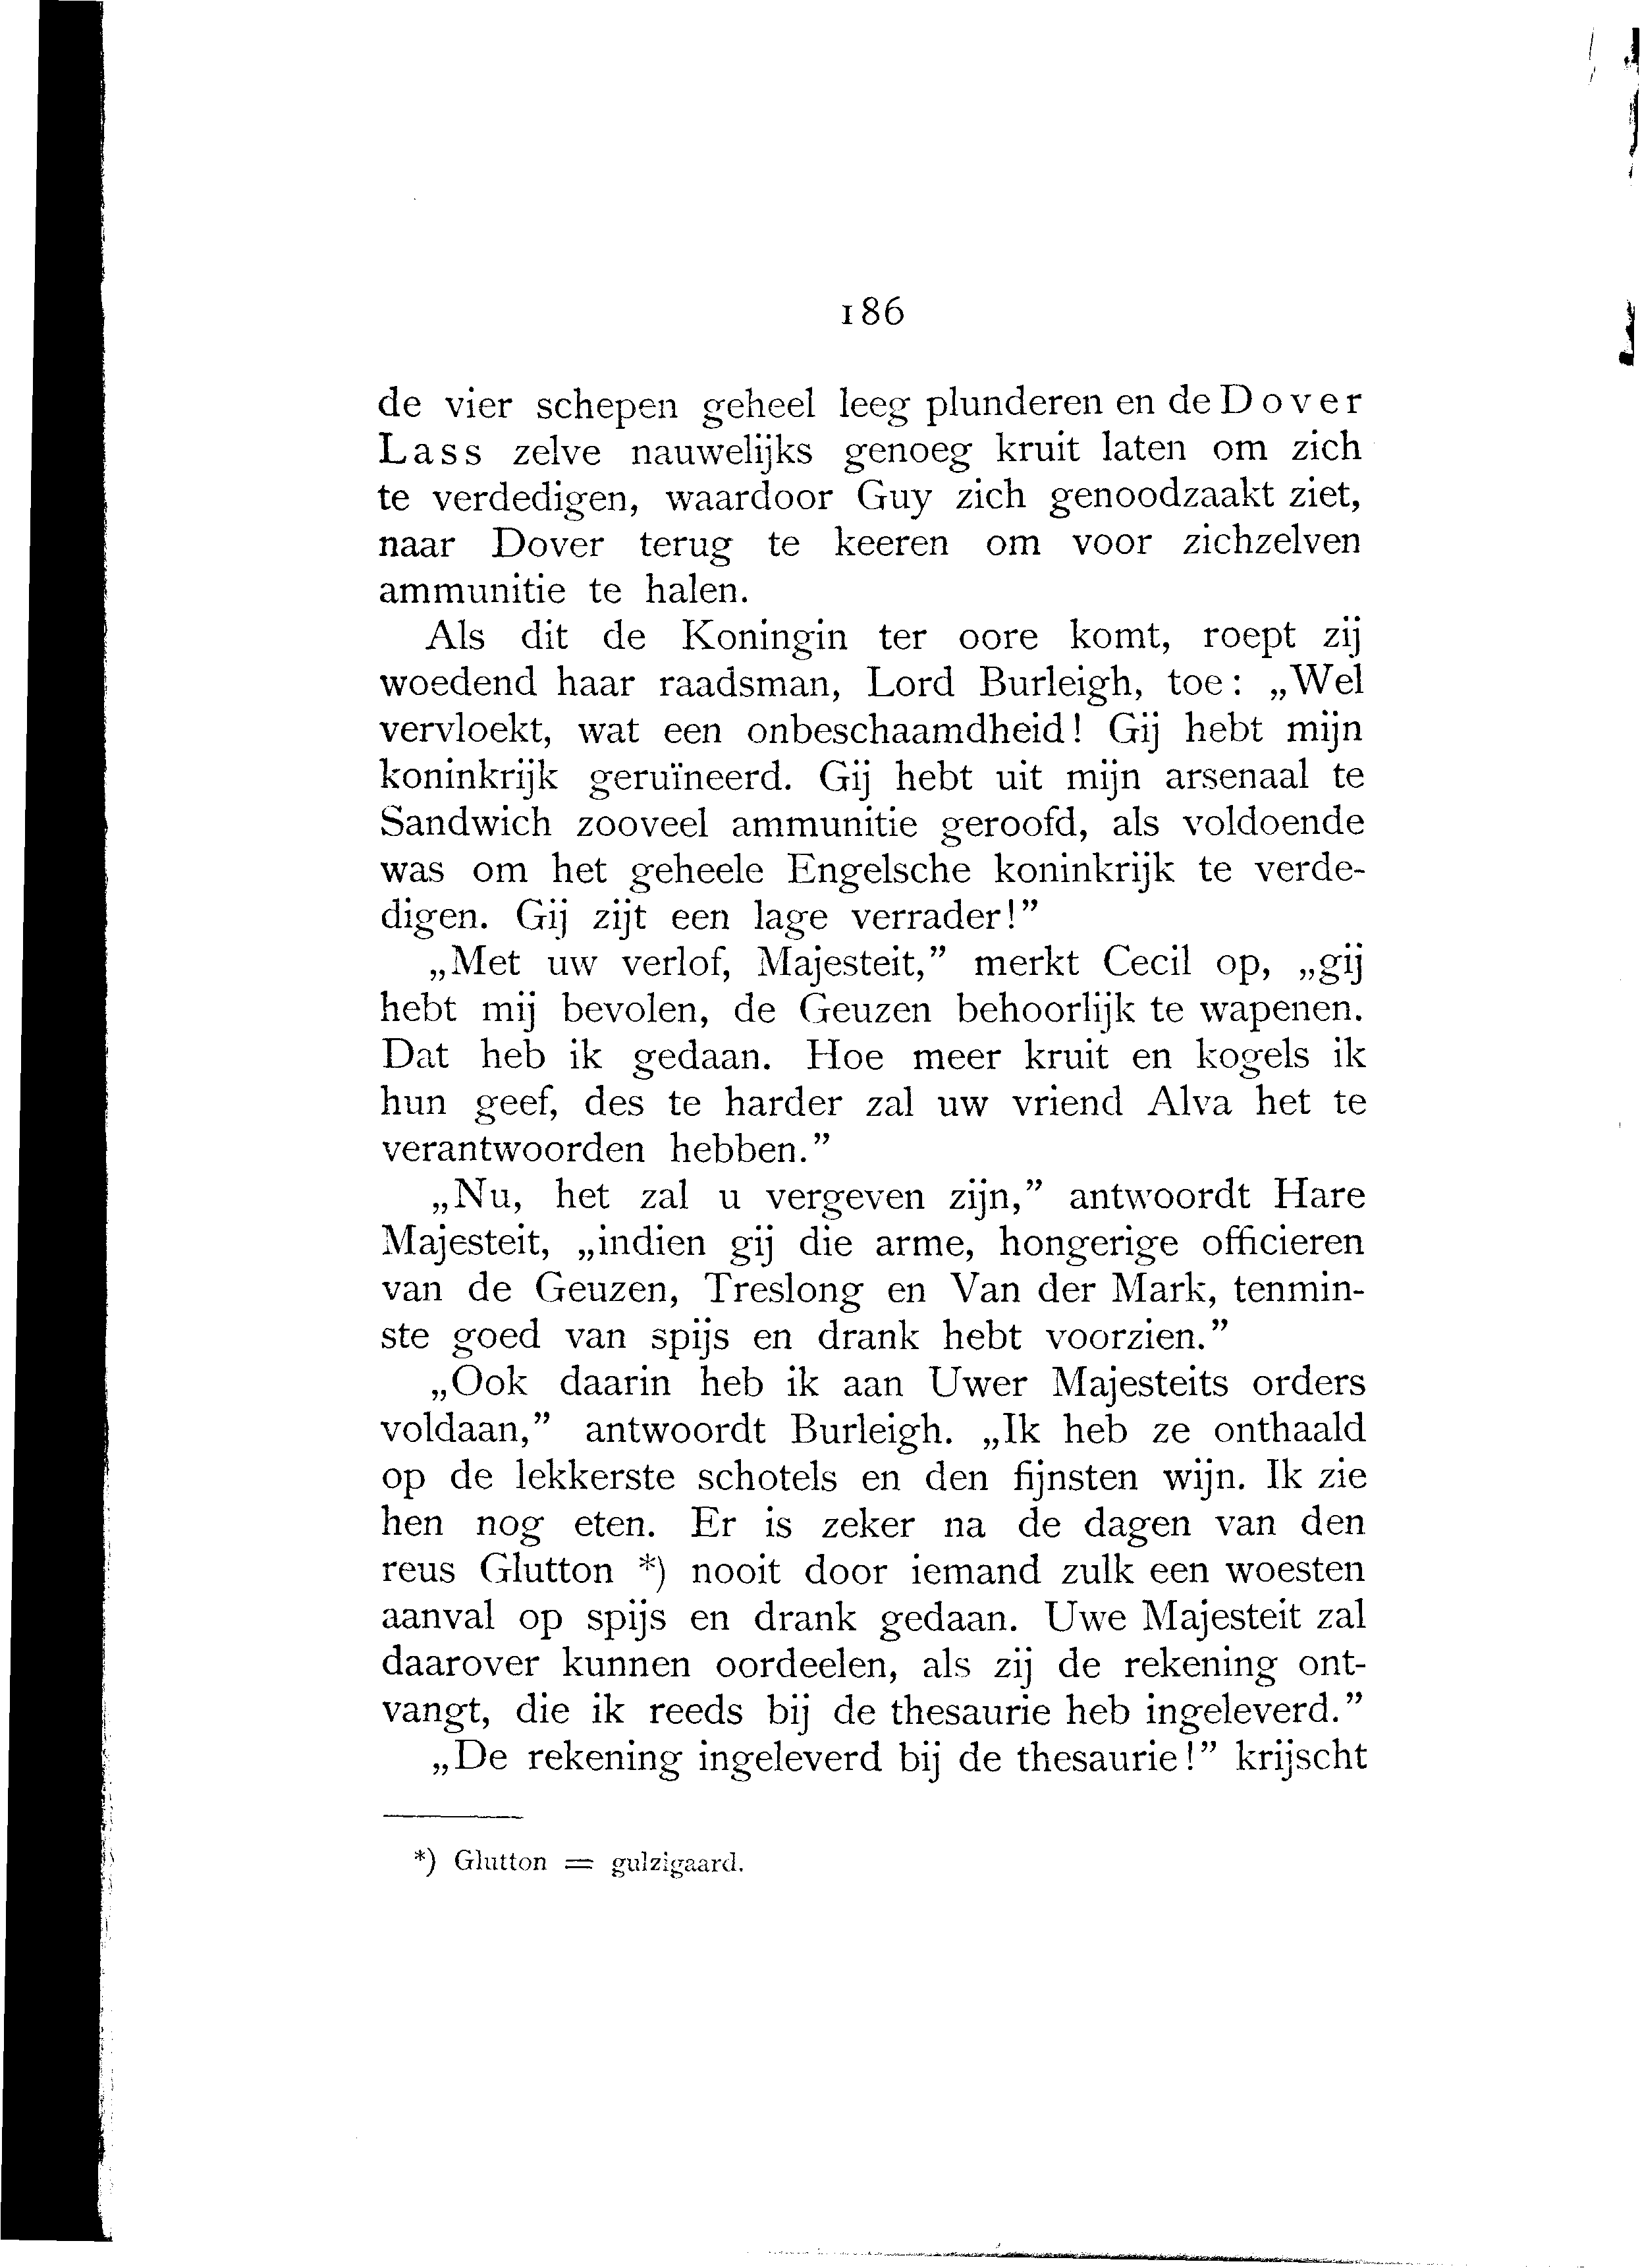 186
de vier schepen geheel leeg plunderen en de Dover
Lass zelve nauwelijks genoeg kruit laten om zich
te verdedigen, waardoor Guy zich genoodzaakt ziet,
naar Dover terug te keeren om voor zichzelven
ammunitie te halen.
Als dit de Koningin ter oore komt, roept zij
woedend haar raadsman, Lord Burleigh, toe: „Wel
vervloekt, wat een onbeschaamdheid! Gij hebt mijn
koninkrijk geruïneerd. Gij hebt uit mijn arsenaal te
Sandwich zooveel ammunitie geroofd, als voldoende
was om het geheele Engelsche koninkrijk te verde-
digen. Gij zijt een lage verrader!”
„Met uw verlof, Majesteit,” merkt Cecil op, „gij
hebt mij bevolen, de Geuzen behoorlijk te wapenen.
Dat heb ik gedaan. Hoe meer kruit en kogels ik
hun geef, des te harder zal uw vriend Alva het te
verantwoorden hebben.”
„Nu, het zal u vergeven zijn,” antwoordt Hare
Majesteit, „indien gij die arme, hongerige officieren
van de Geuzen, Treslong en Van der Mark, tenmin-
ste goed van spijs en drank hebt voorzien.”
„Ook daarin heb ik aan Uwer Majesteits orders
voldaan,” antwoordt Burleigh. „Ik heb ze onthaald
op de lekkerste schotels en den fijnsten wijn. Ik zie
hen nog eten. Er is zeker na de dagen van den
reus Glutton *) nooit door iemand zulk een woesten
aanval op spijs en drank gedaan. Uwe Majesteit zal
daarover kunnen oordeelen, als zij de rekening ont-
vangt, die ik reeds bij de thesaurie heb ingeleverd.”
„De rekening ingeleverd bij de thesaurie!” krijscht
*) Glutton = gulzigaard.